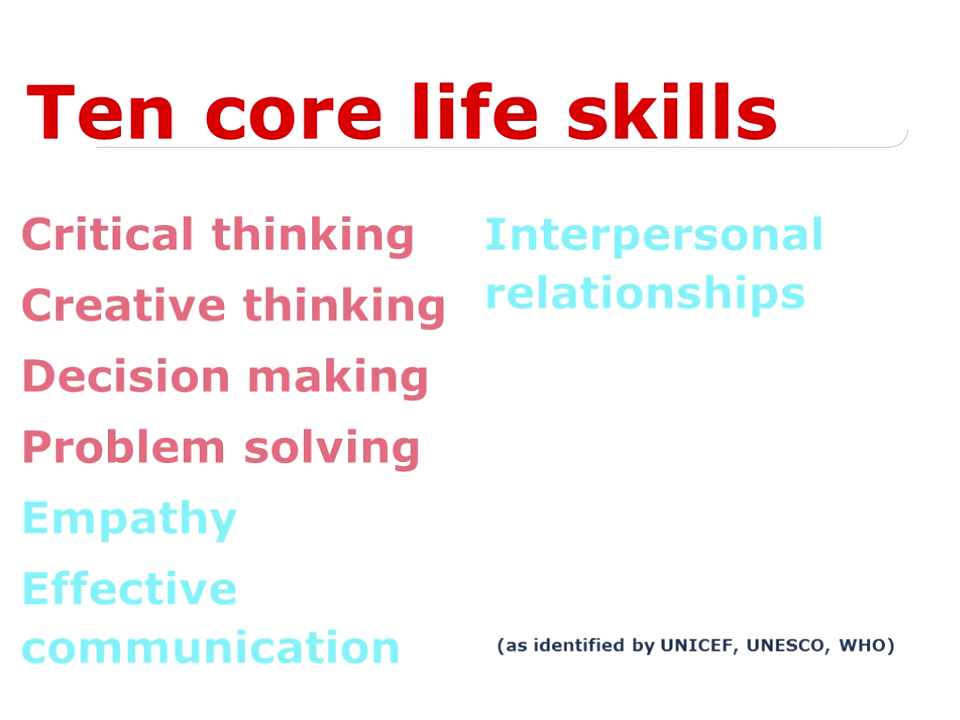 Ten core life skills
Critical thinking
Creative thinking
Decision making
Problem solving
Empathy
Effective
communication
Interpersonal
relationships
(as identified by UNICEF, UNESCO, WHO)